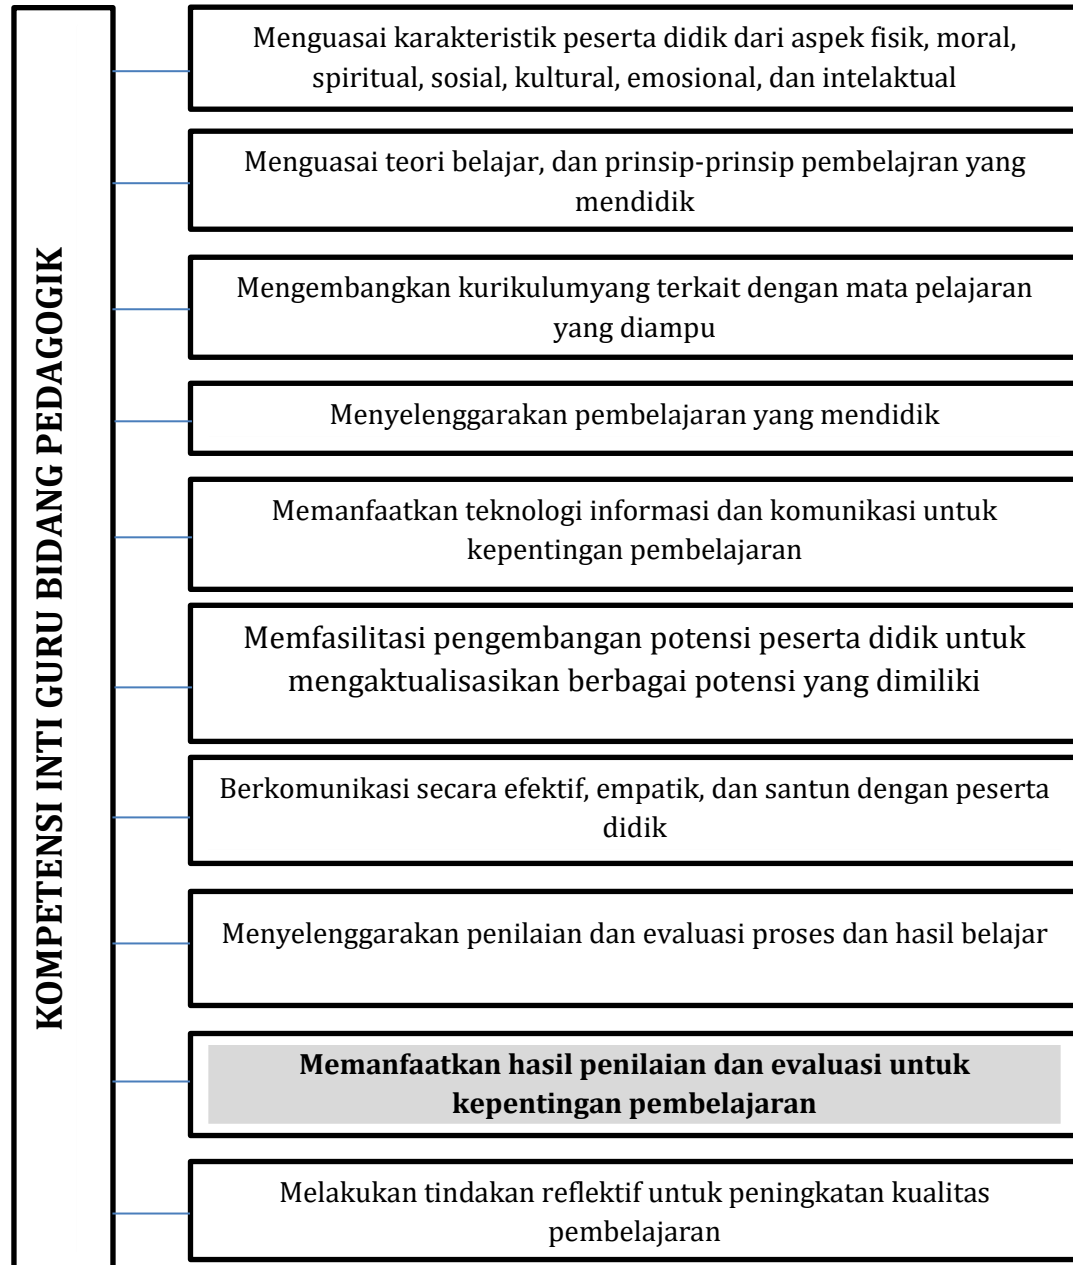 KOMPETENSI INTI GURU BIDANG PEDAGOGIK
Menguasai karakteristik peserta didik dari aspek fisik, moral,
spiritual, sosial, kultural, emosional, dan intelaktual
Menguasai teori belajar, dan prinsip-prinsip pembelajran yang
mendidik
Mengembangkan kurikulumyang terkait dengan mata pelajaran
yang diampu
Menyelenggarakan pembelajaran yang mendidik
Memanfaatkan teknologi informasi dan komunikasi untuk
kepentingan pembelajaran
Memfasilitasi pengembangan potensi peserta didik untuk
mengaktualisasikan berbagai potensi yang dimiliki
Berkomunikasi secara efektif, empatik, dan santun dengan peserta
didik
Menyelenggarakan penilaian dan evaluasi proses dan hasil belajar
Memanfaatkan hasil penilaian dan evaluasi untuk
kepentingan pembelajaran
Melakukan tindakan reflektif untuk peningkatan kualitas
pembelajaran